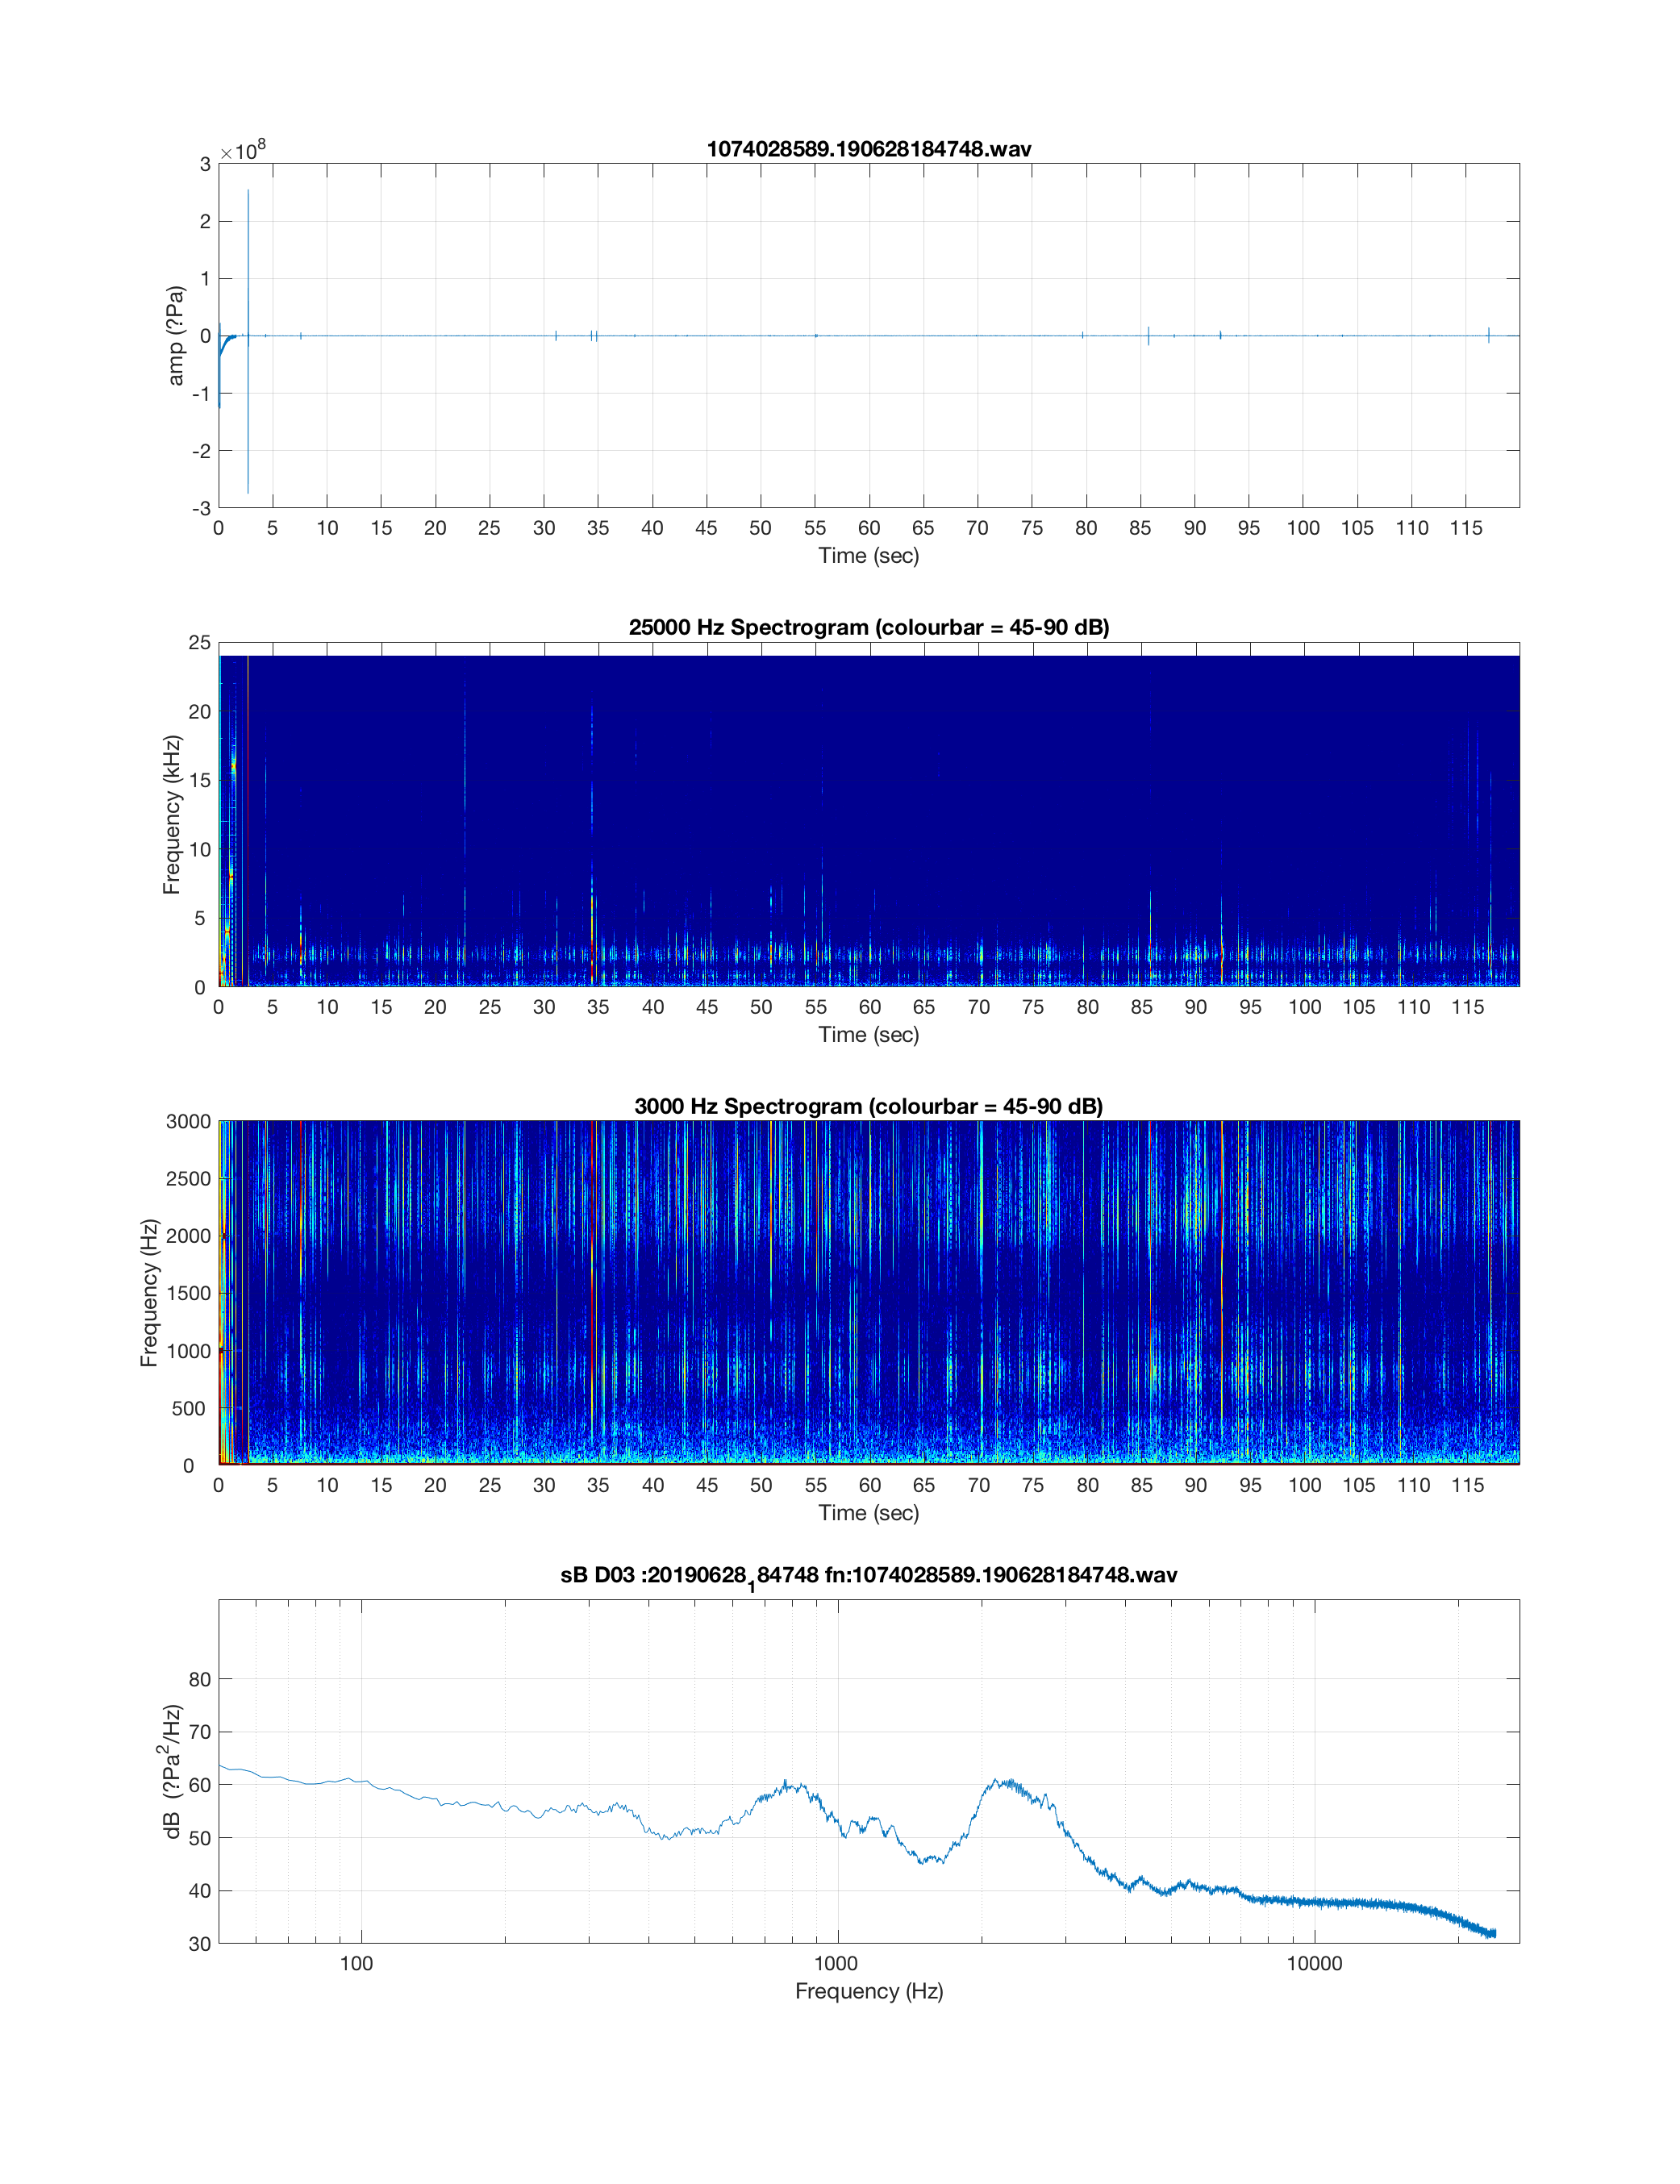 1074028589.190628184748.wav
×10^8
3
2
1
0
-1
-2
-3
amp (?Pa)
0 5 10 15 20 25 30 35 40 45 50 55 60 65 70 75 80 85 90 95 100 105 110 115
Time (sec)
25000 Hz Spectrogram (colourbar = 45-90 dB)
25
20
15
10
5
0
Frequency (kHz)
0 5 10 15 20 25 30 35 40 45 50 55 60 65 70 75 80 85 90 95 100 105 110 115
Time (sec)
3000 Hz Spectrogram (colourbar = 45-90 dB)
3000
2500
2000
1500
1000
500
0
Frequency (Hz)
0 5 10 15 20 25 30 35 40 45 50 55 60 65 70 75 80 85 90 95 100 105 110 115
Time (sec)
sB D03 :20190628_184748 fn:1074028589.190628184748.wav
80
70
60
50
40
30
dB (?Pa^2/Hz)
100 1000 10000
Frequency (Hz)